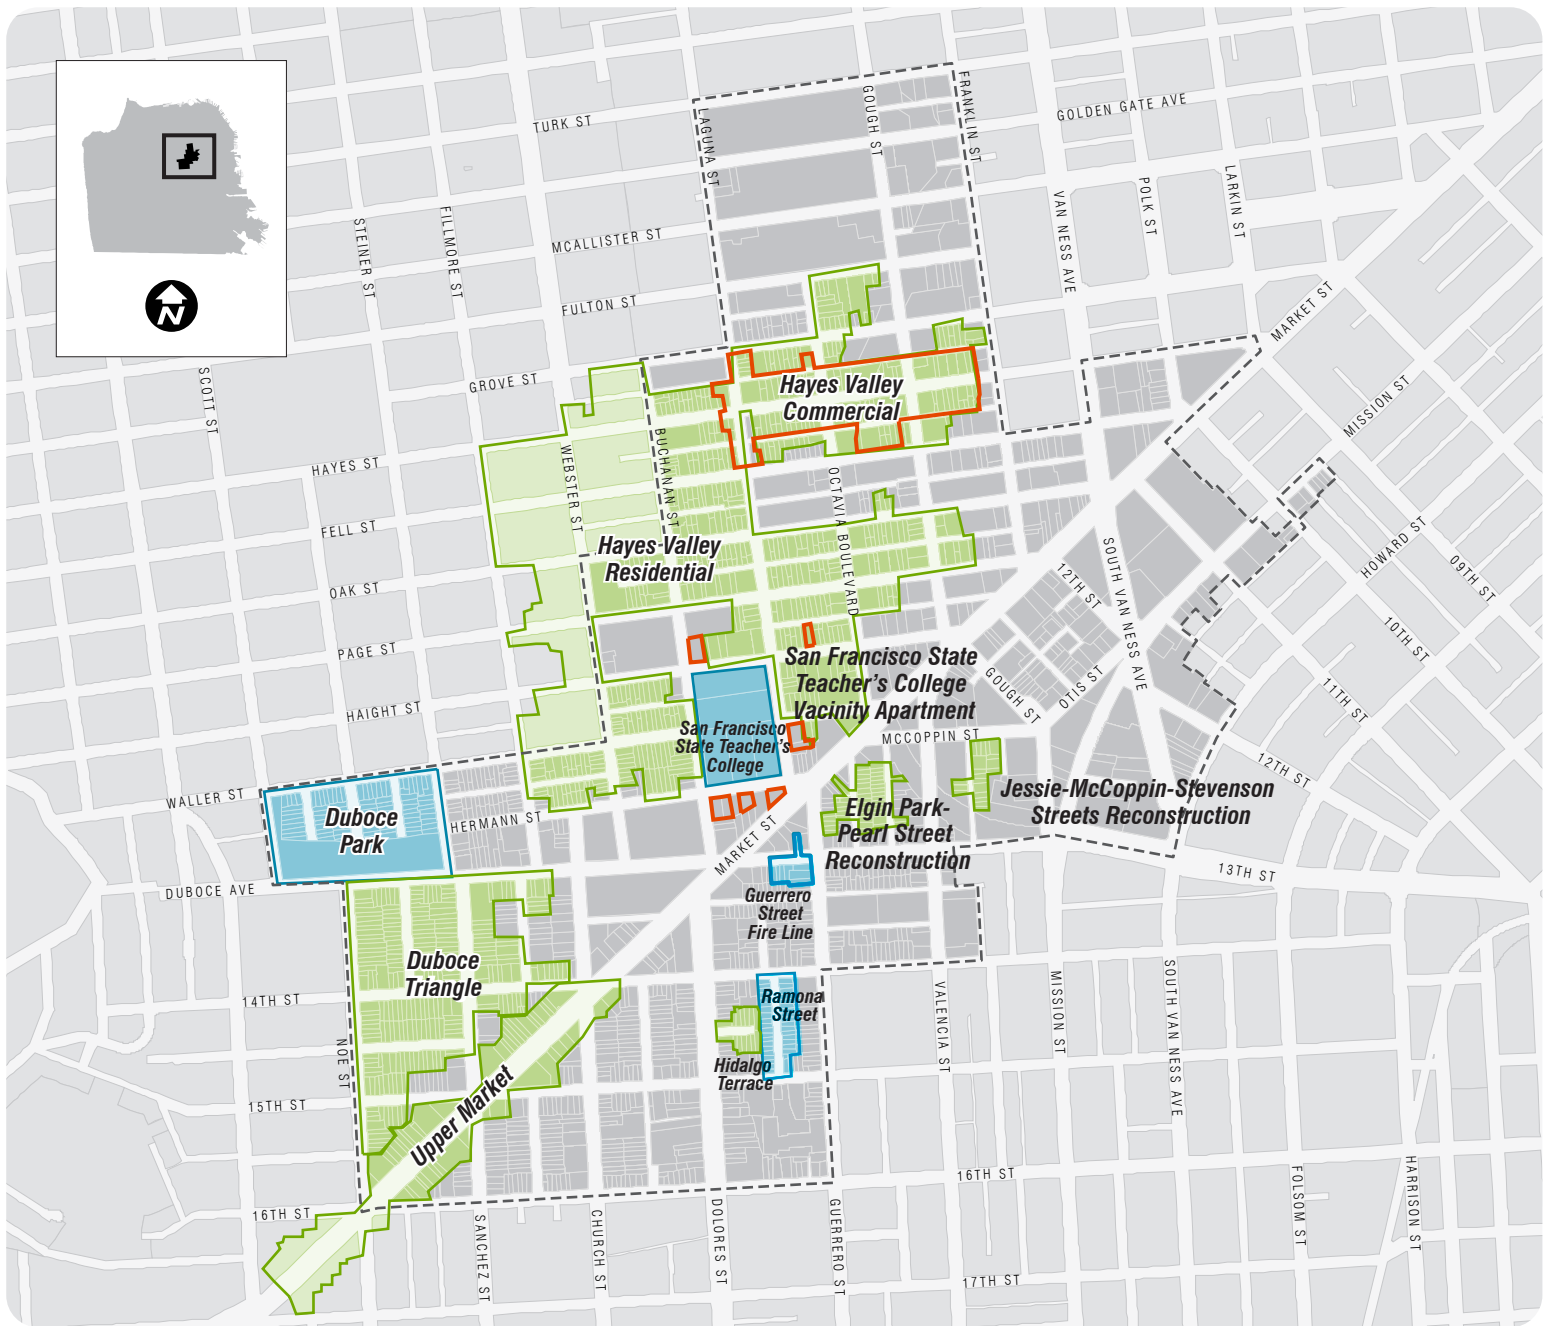 TURK ST
LAGUNA ST
GOUGH ST
FRANKLIN ST
GOLDEN GATE AVE
STEINER ST
FILLMORE ST
MCALLISTER ST
VAN NESS AVE
POLK ST
LARKIN ST
FULTON ST
MARKET ST
N
SCOTT ST
GROVE ST
Hayes Valley
Commercial
MISSION ST
HAYES ST
WEBSTER ST
BUCHANAN ST
OCTAVIA BOULEVARD
FELL ST
Hayes Valley
Residential
SOUTH VAN NESS AVE
12TH ST
HOWARD ST
09TH ST
OAK ST
PAGE ST
10TH ST
San Francisco State
Teacher's College
Vacinity Apartment
GOUGH ST
OTIS ST
11TH ST
HAIGHT ST
San Francisco
State Teacher's
College
MCCOPPIN ST
12TH ST
WALLER ST
Duboce
Park
HERMANN ST
MARKET ST
Elgin Park-
Pearl Street
Reconstruction
Jessie-McCoppin-Stevenson
Streets Reconstruction
13TH ST
DUBOCE AVE
Guerrero
Street
Fire Line
Duboce
Triangle
14TH ST
Ramona
Street
VALENCIA ST
MISSION ST
SOUTH VAN NESS AVE
NOE ST
Hidalgo
Terrace
15TH ST
Upper Market
16TH ST
16TH ST
SANCHEZ ST
CHURCH ST
DOLORES ST
GUERRERO ST
FOLSOM ST
HARRISON ST
17TH ST